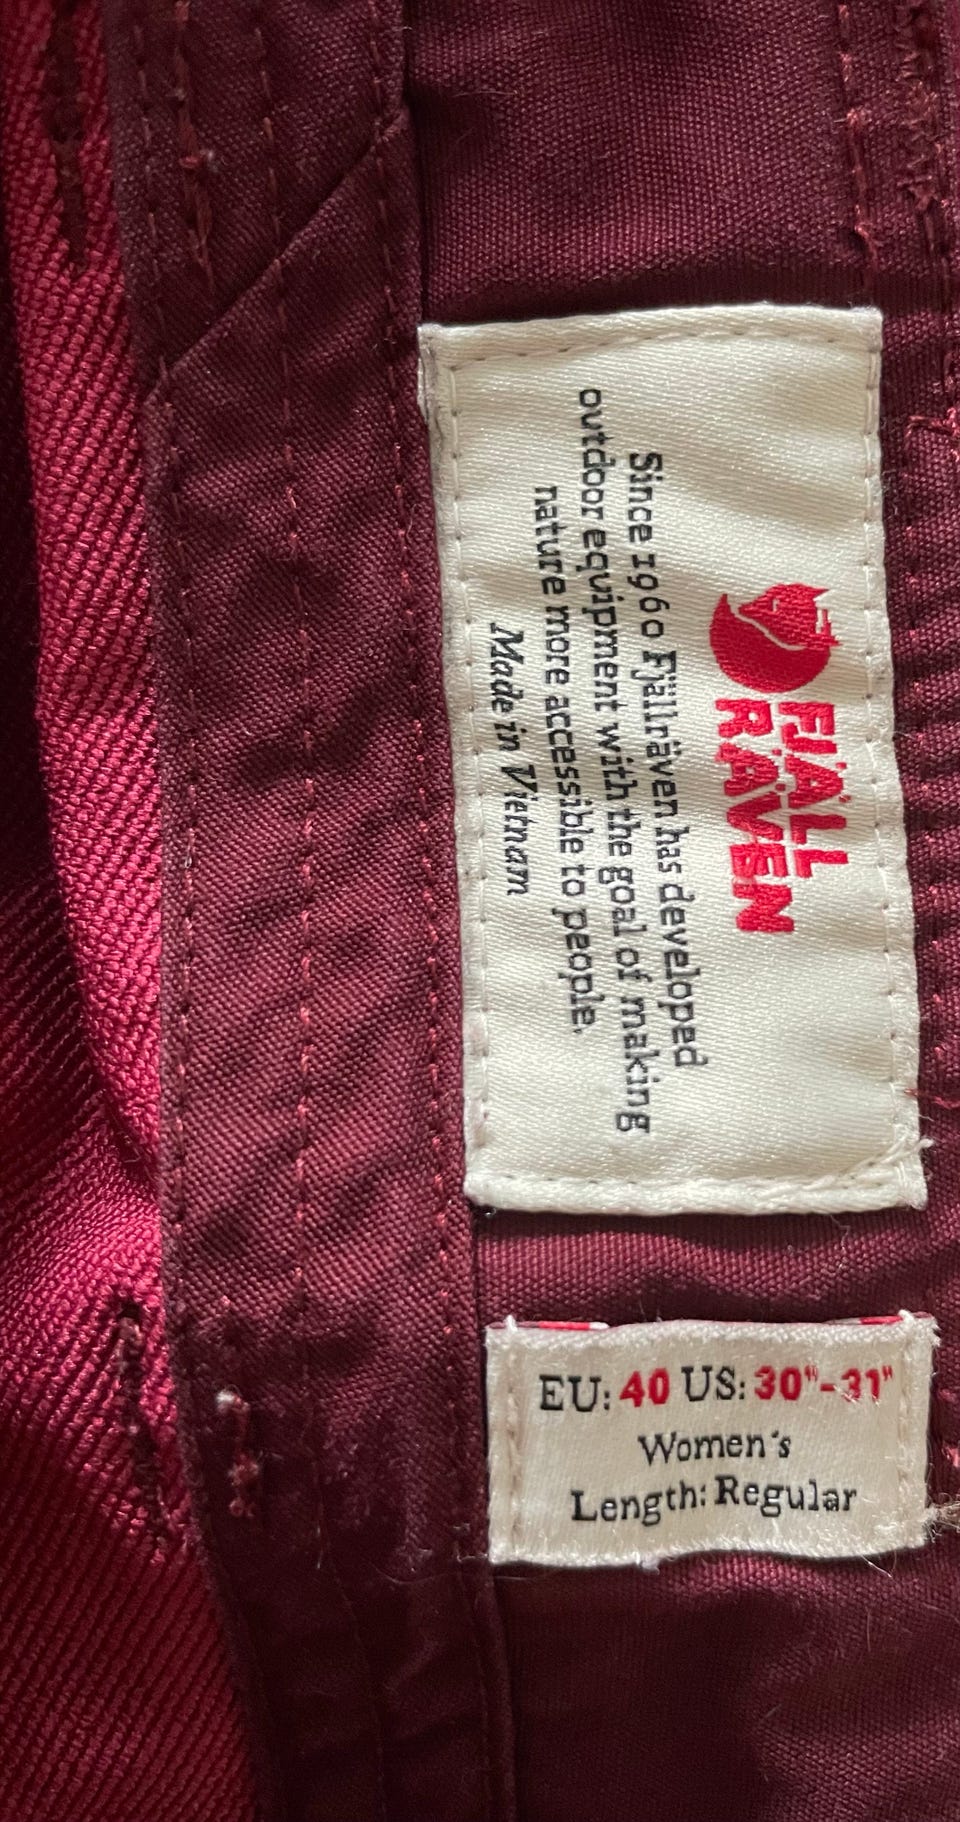 FJÄLL
RÄVEN
Since 1960 Fjällräven has developed
outdoor equipment with the goal of making
nature more accessible to people.
Made in Vietnam
EU: 40 US: 30"-31"
Women's
Length: Regular